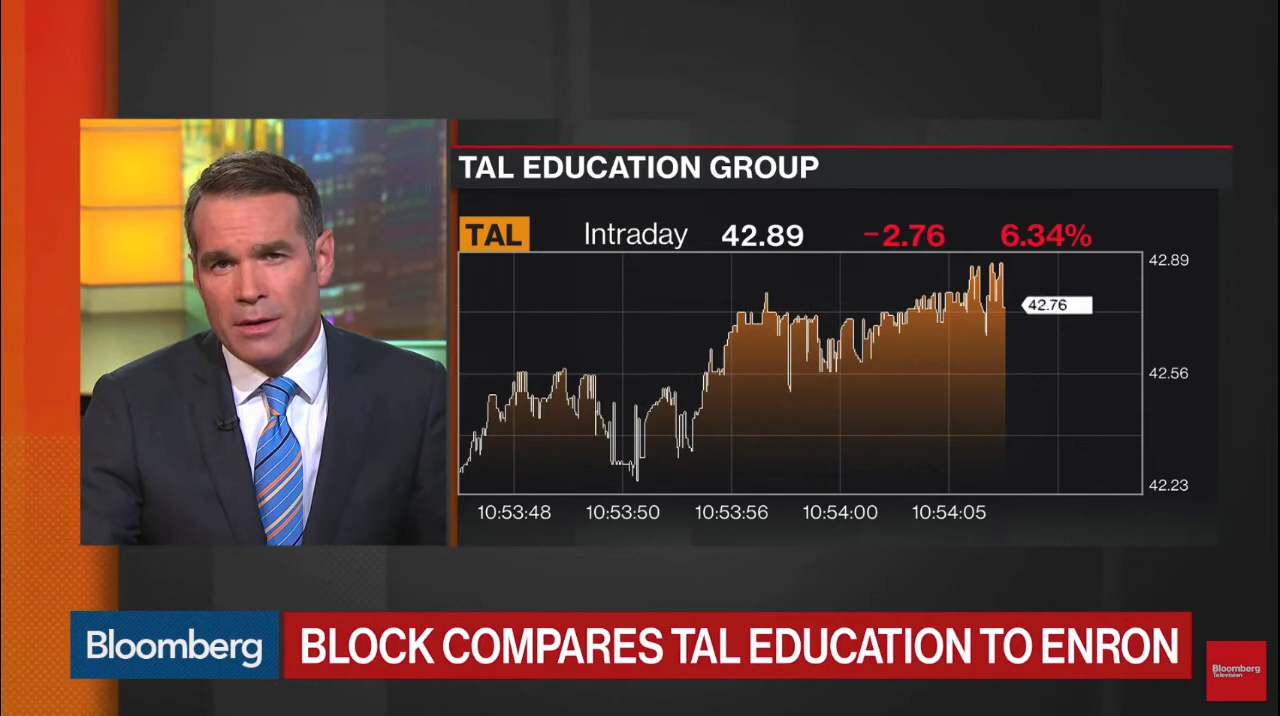 TAL EDUCATION GROUP
TAL Intraday 42.89 −2.76 6.34%
42.89
42.76
42.56
42.23
10:53:48 10:53:50 10:53:56 10:54:00 10:54:05
Bloomberg BLOCK COMPARES TAL EDUCATION TO ENRON
Bloomberg
Television